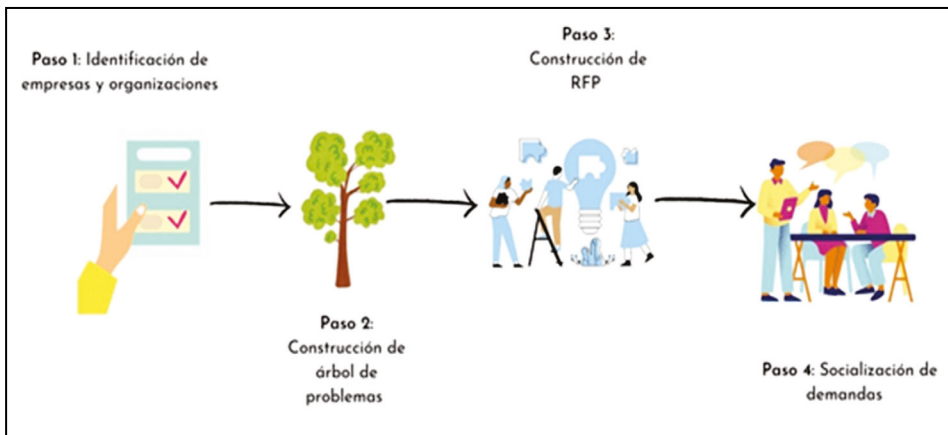 Paso 1: Identificación de
empresas y organizaciones
Paso 2:
Construcción de
árbol de
problemas
Paso 3:
Construcción de
RFP
Paso 4: Socialización de
demandas